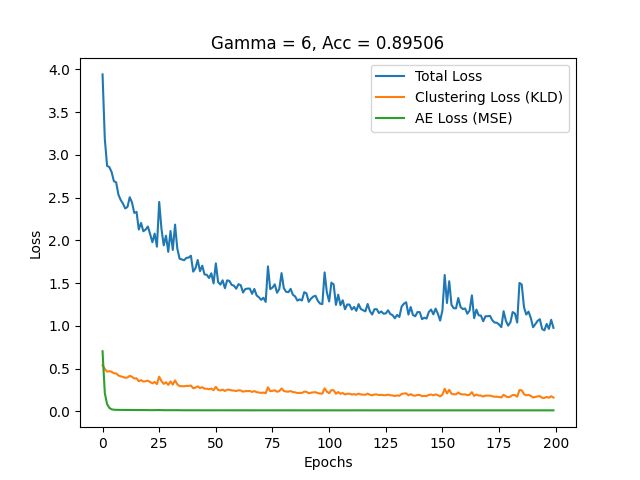 Gamma = 6, Acc = 0.89506
Total Loss
Clustering Loss (KLD)
AE Loss (MSE)
4.0
3.5
3.0
2.5
2.0
1.5
1.0
0.5
0.0
Loss
0 25 50 75 100 125 150 175 200
Epochs